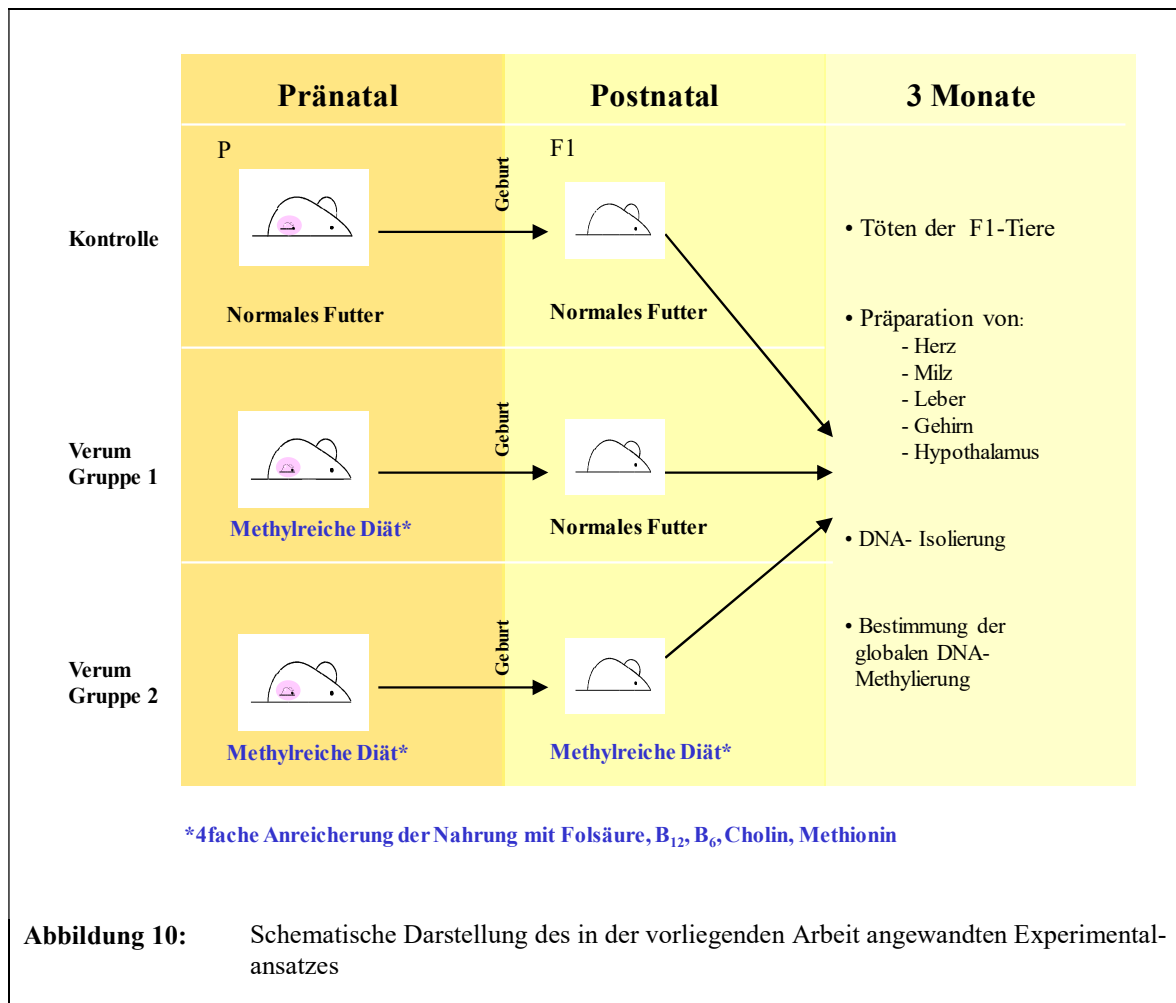 Pränatal
Postnatal
3 Monate
P
F1
Geburt
Kontrolle
Normales Futter
Normales Futter
Geburt
Verum
Gruppe 1
Methylreiche Diät*
Normales Futter
Geburt
Verum
Gruppe 2
Methylreiche Diät*
Methylreiche Diät*
• Töten der F1-Tiere
• Präparation von:
- Herz
- Milz
- Leber
- Gehirn
- Hypothalamus
• DNA- Isolierung
• Bestimmung der
globalen DNA-
Methylierung
*4fache Anreicherung der Nahrung mit Folsäure, B₁₂, B₆, Cholin, Methionin
Abbildung 10: Schematische Darstellung des in der vorliegenden Arbeit angewandten Experimental-
ansatzes